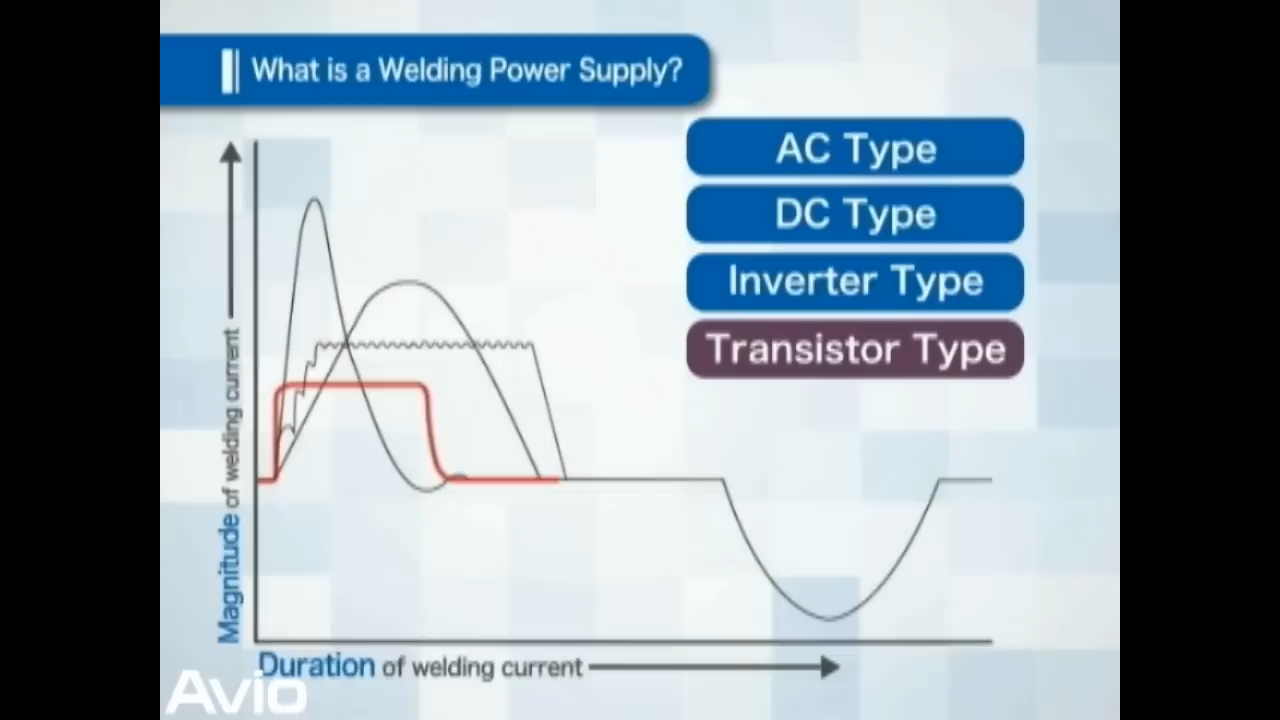 What is a Welding Power Supply?
AC Type
DC Type
Inverter Type
Transistor Type
Magnitude of welding current
Duration of welding current
Avio